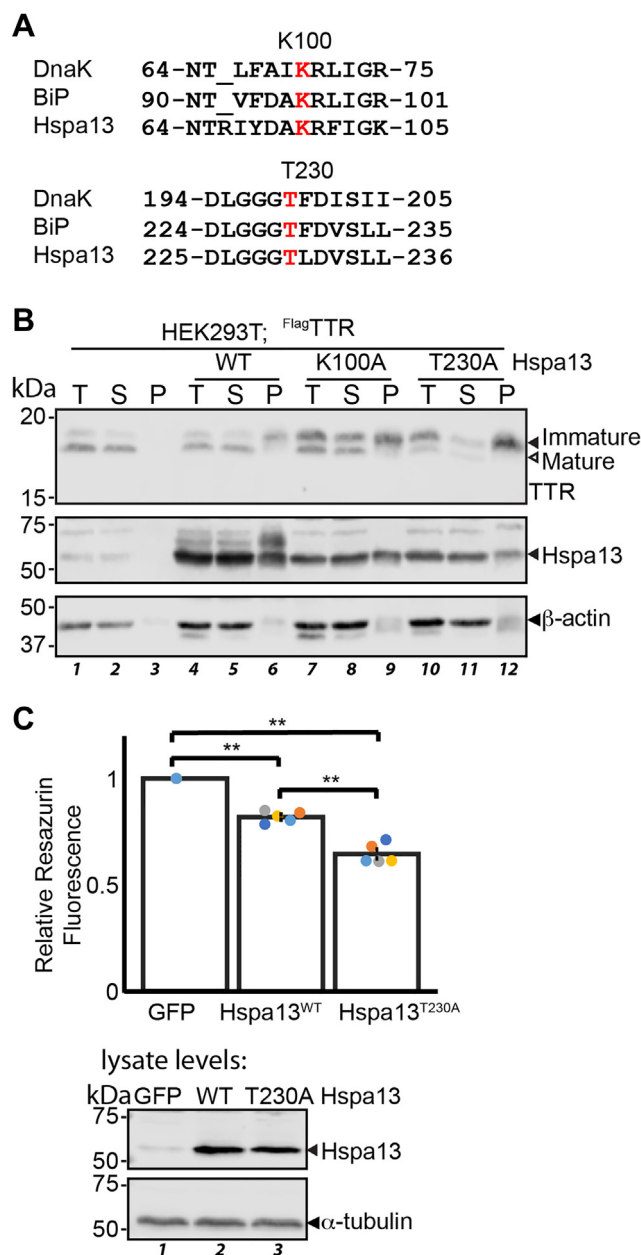 A
K100
DnaK 64-NT_LFAIKRLIGR-75
BiP 90-NT_VFDAKRLIGR-101
Hspa13 64-NTRIYDAKRFIGK-105
T230
DnaK 194-DLGGGTFDISII-205
BiP 224-DLGGGTFDVSLL-235
Hspa13 225-DLGGGTLDVSLL-236
B
HEK293T; FlagTTR
WT K100A T230A Hspa13
kDa T S P T S P T S P T S P
20
Immature
Mature
15 TTR
75
Hspa13
50
50
β-actin
37
1 2 3 4 5 6 7 8 9 10 11 12
C
**
** **
1
Relative Resazurin
Fluorescence
0.5
0
GFP Hspa13WT Hspa13T230A
lysate levels:
kDa GFP WT T230A Hspa13
75
Hspa13
50
75
α-tubulin
50
1 2 3